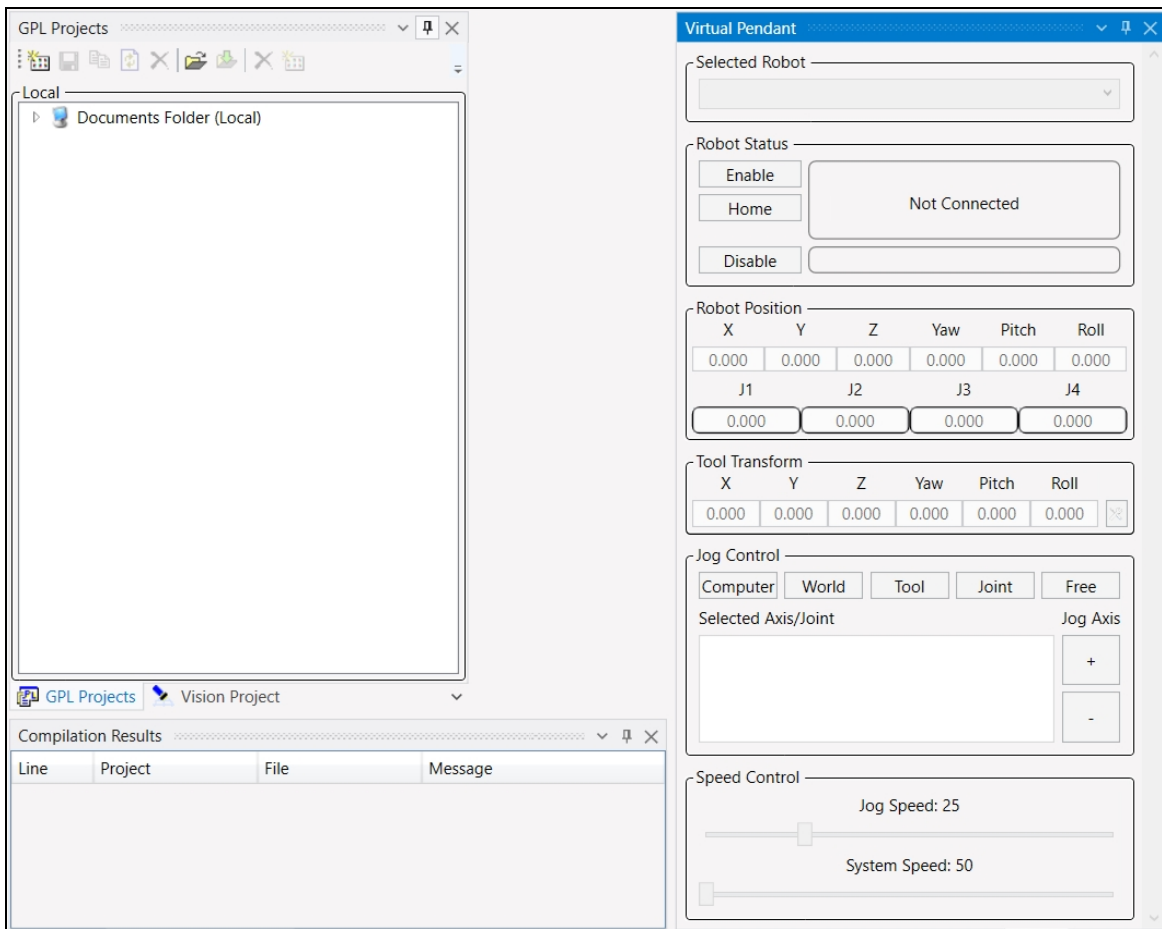 GPL Projects
Local
Documents Folder (Local)
GPL Projects
Vision Project
Compilation Results
Line Project File Message
Virtual Pendant
Selected Robot
Robot Status
Enable
Home
Not Connected
Disable
Robot Position
X Y Z Yaw Pitch Roll
0.000 0.000 0.000 0.000 0.000 0.000
J1 J2 J3 J4
0.000 0.000 0.000 0.000
Tool Transform
X Y Z Yaw Pitch Roll
0.000 0.000 0.000 0.000 0.000 0.000
Jog Control
Computer World Tool Joint Free
Selected Axis/Joint Jog Axis
+
-
Speed Control
Jog Speed: 25
System Speed: 50